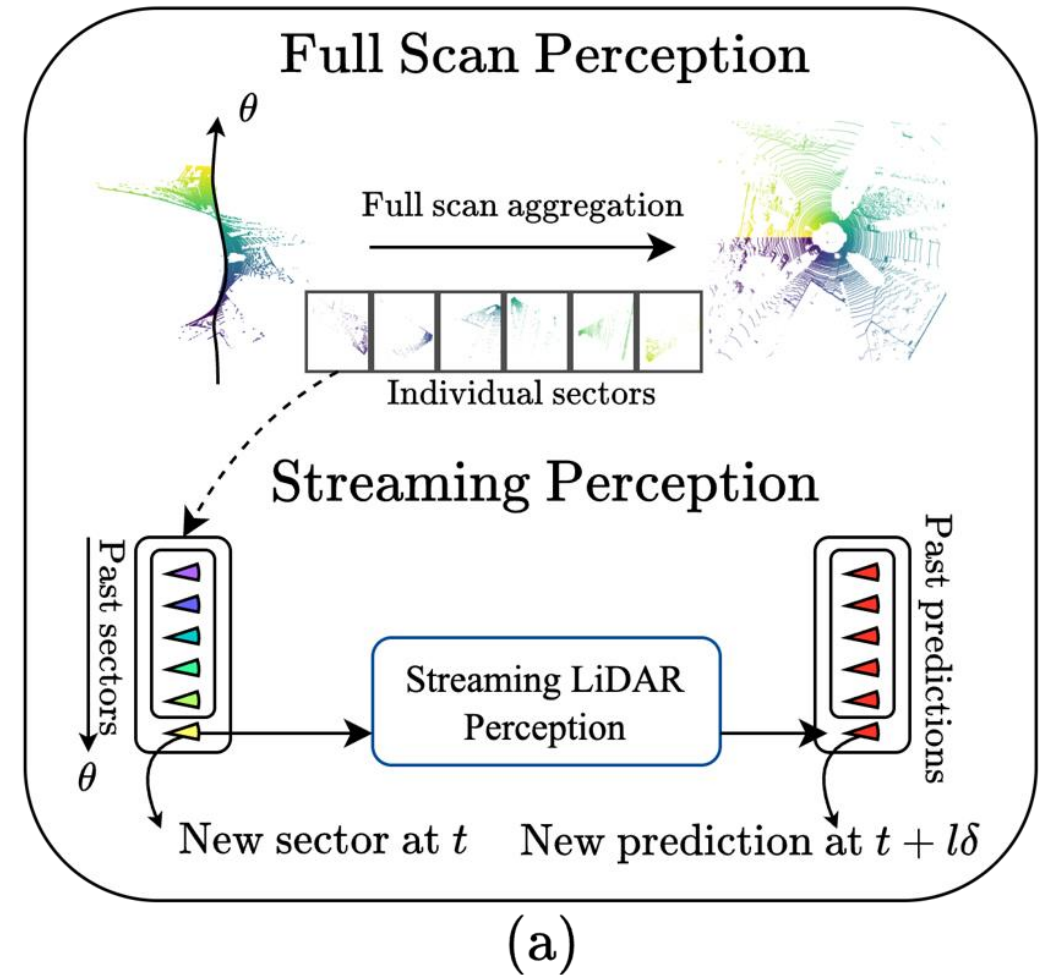 Full Scan Perception
θ
Full scan aggregation
Individual sectors
Streaming Perception
Past sectors
θ
Streaming LiDAR
Perception
Past predictions
New sector at t
New prediction at t + lδ
(a)